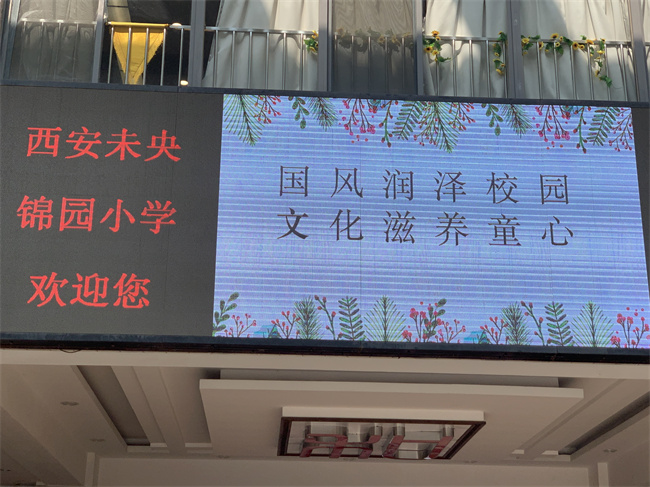 西安未央
锦园小学
欢迎您
国风润泽校园
文化滋养童心